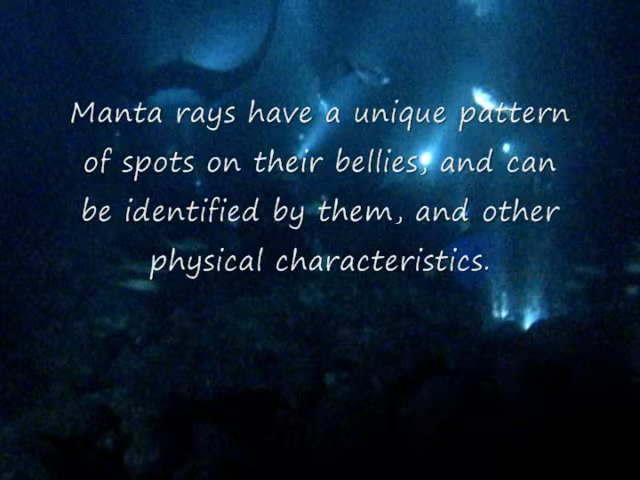 Manta rays have a unique pattern
of spots on their bellies, and can
be identified by them, and other
physical characteristics.